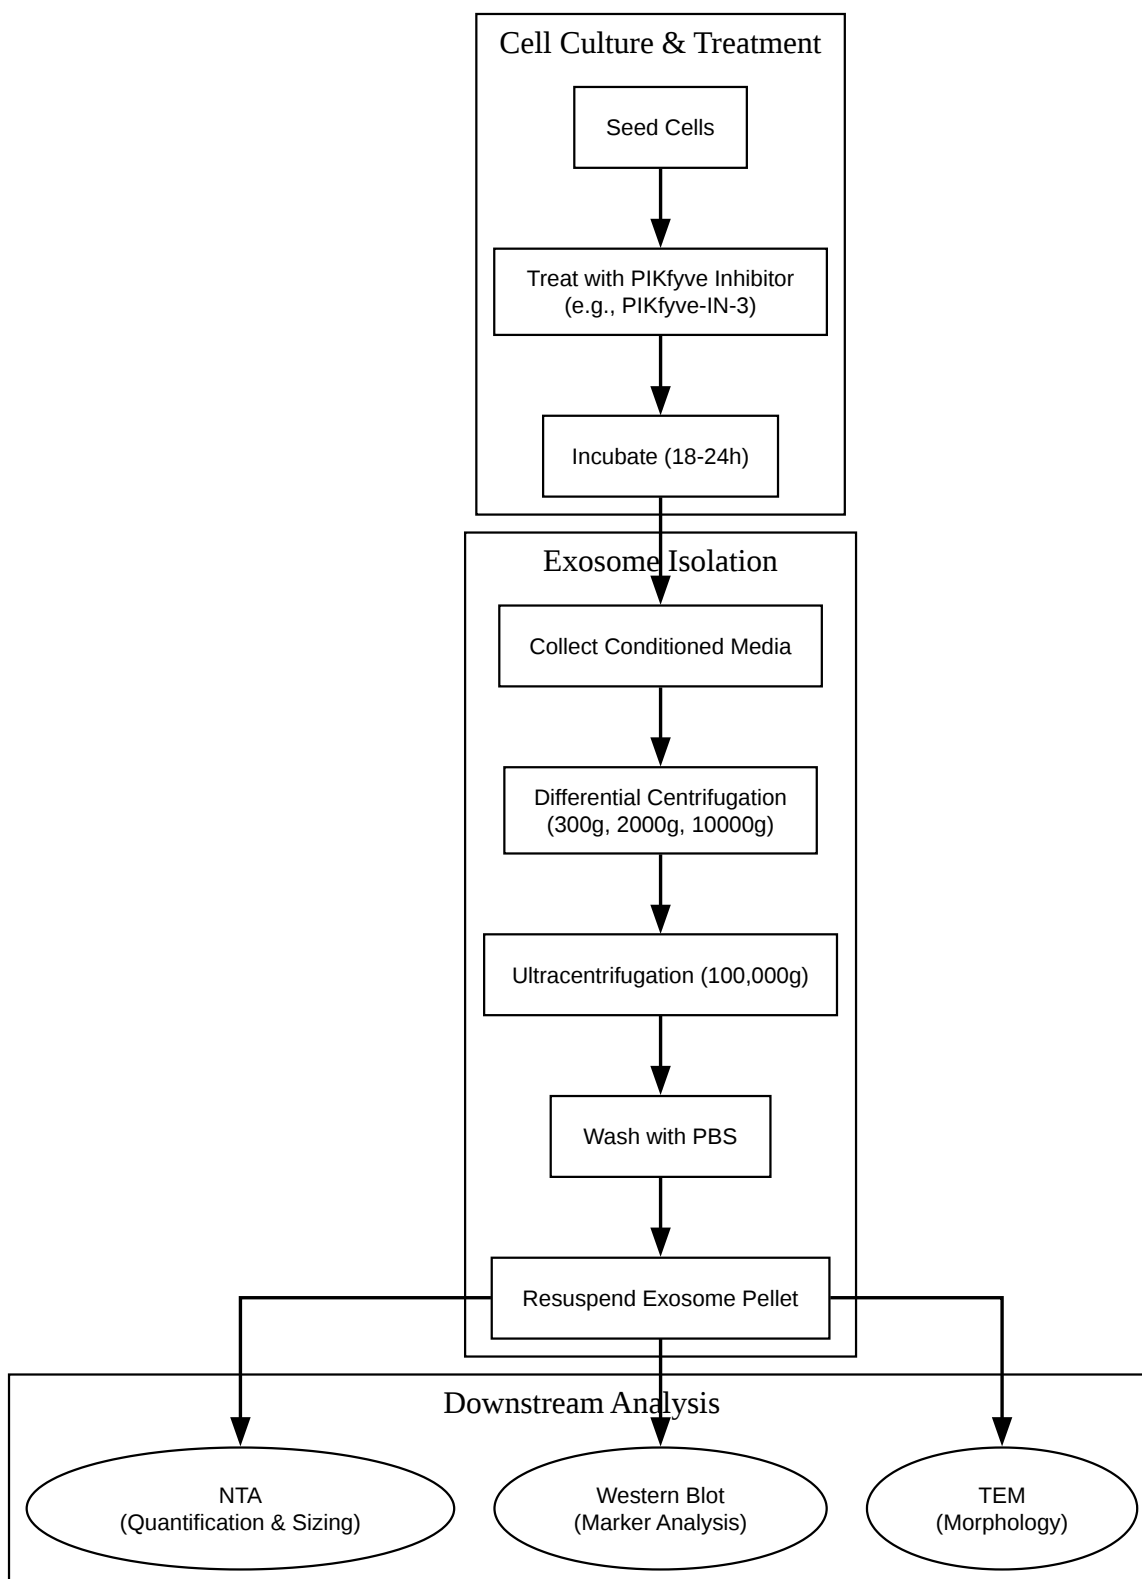 Cell Culture & Treatment
Seed Cells
Treat with PIKfyve Inhibitor
(e.g., PIKfyve-IN-3)
Incubate (18-24h)
Exosome Isolation
Collect Conditioned Media
Differential Centrifugation
(300g, 2000g, 10000g)
Ultracentrifugation (100,000g)
Wash with PBS
Resuspend Exosome Pellet
Downstream Analysis
NTA
(Quantification & Sizing)
Western Blot
(Marker Analysis)
TEM
(Morphology)